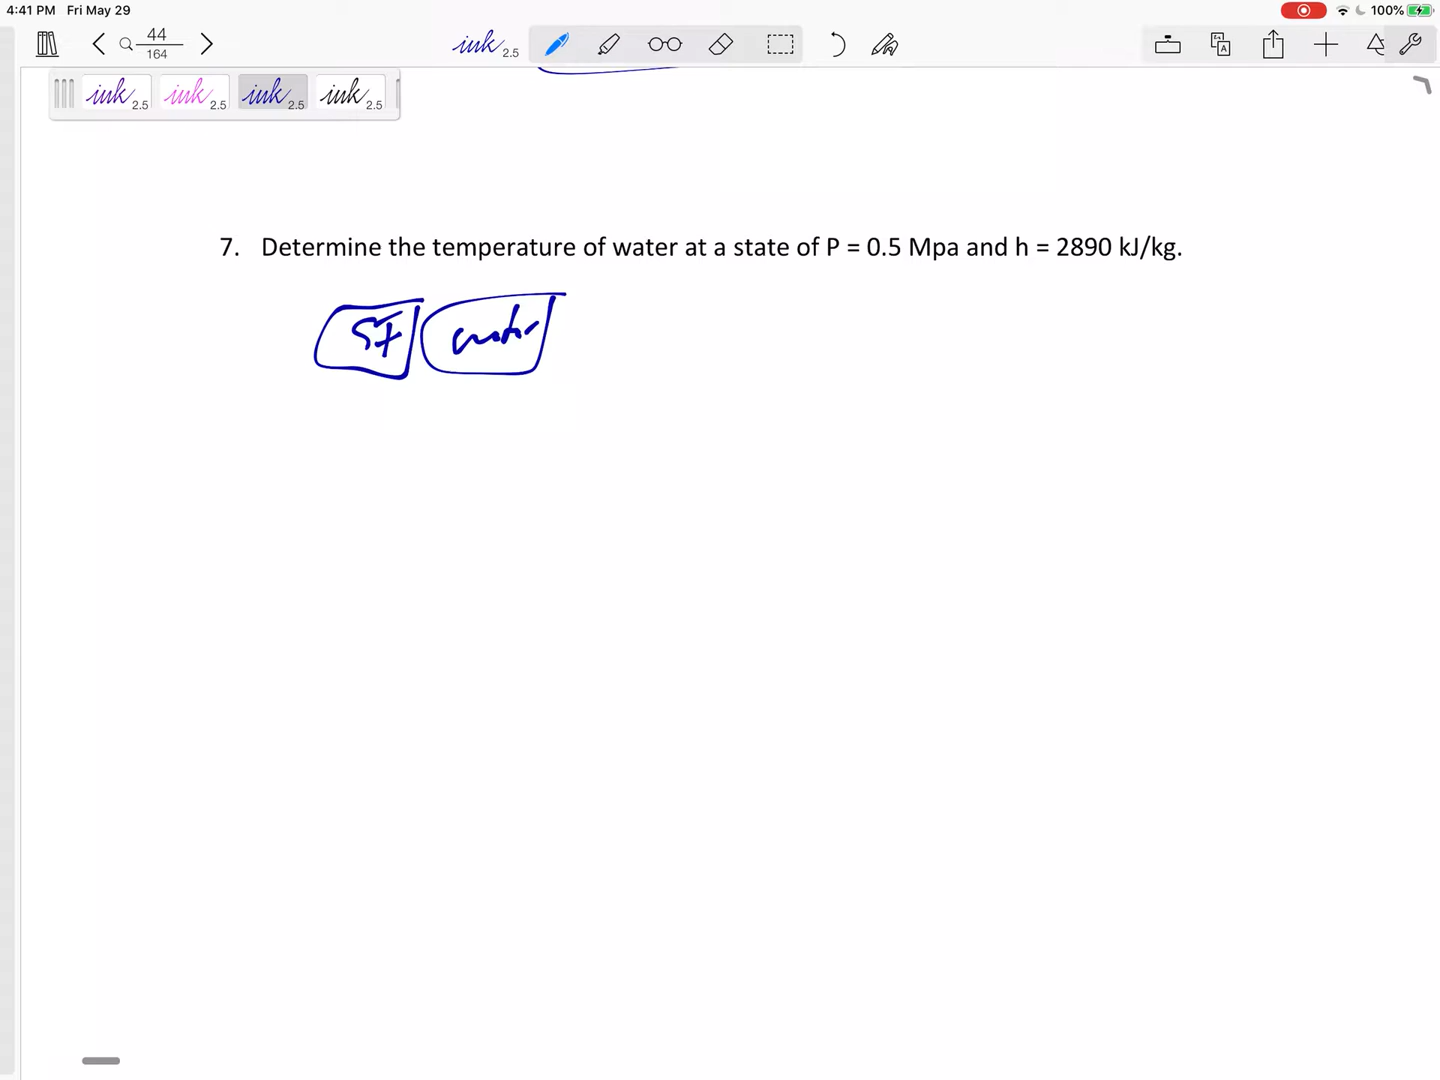 4:41 PM Fri May 29
100%
44
164
ink 2.5
ink 2.5 ink 2.5 ink 2.5 ink 2.5
7. Determine the temperature of water at a state of P = 0.5 Mpa and h = 2890 kJ/kg.
SI